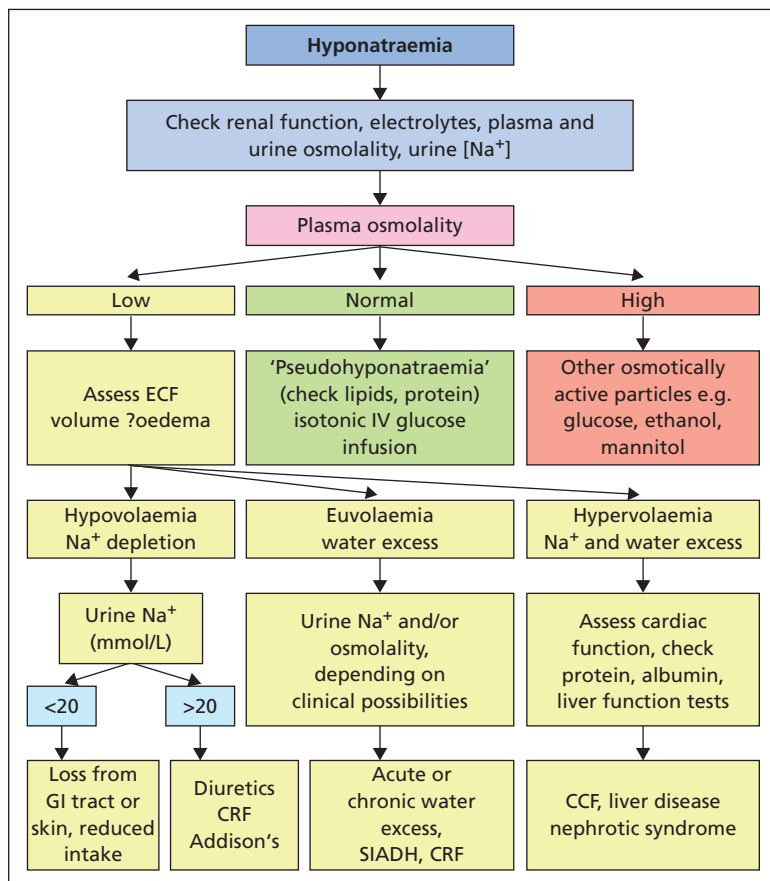 Hyponatraemia
Check renal function, electrolytes, plasma and
urine osmolality, urine [Na⁺]
Plasma osmolality
Low
Normal
High
Assess ECF
volume ?oedema
‘Pseudohyponatraemia’
(check lipids, protein)
isotonic IV glucose
infusion
Other osmotically
active particles e.g.
glucose, ethanol,
mannitol
Hypovolaemia
Na⁺ depletion
Euvolaemia
water excess
Hypervolaemia
Na⁺ and water excess
Urine Na⁺
(mmol/L)
Urine Na⁺ and/or
osmolality,
depending on
clinical possibilities
Assess cardiac
function, check
protein, albumin,
liver function tests
<20
>20
Loss from
GI tract or
skin, reduced
intake
Diuretics
CRF
Addison's
Acute or
chronic water
excess,
SIADH, CRF
CCF, liver disease
nephrotic syndrome